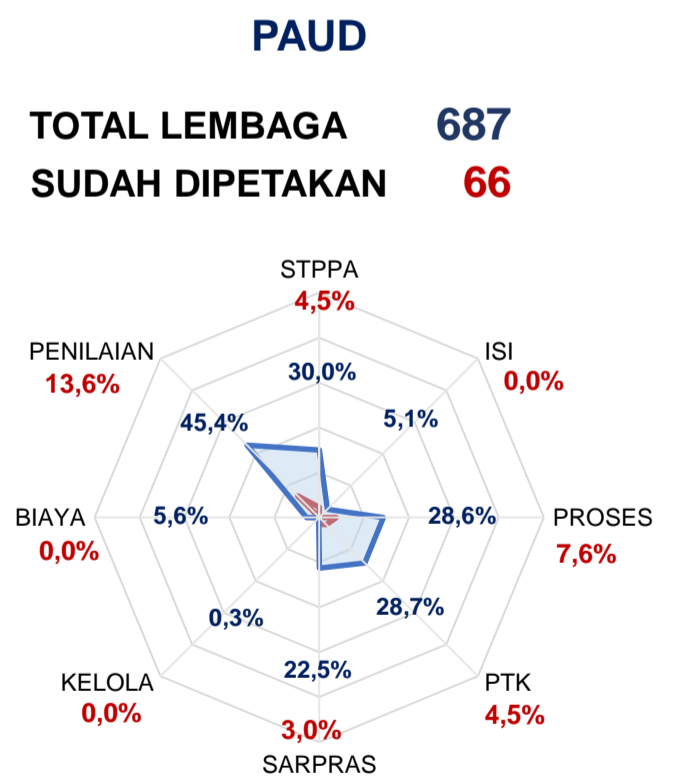 PAUD
TOTAL LEMBAGA 687
SUDAH DIPETAKAN 66
STPPA
4,5%
PENILAIAN
13,6%
ISI
0,0%
30,0%
45,4%
5,1%
BIAYA
0,0%
5,6%
28,6%
PROSES
7,6%
0,3%
28,7%
22,5%
KELOLA
0,0%
PTK
4,5%
3,0%
SARPRAS